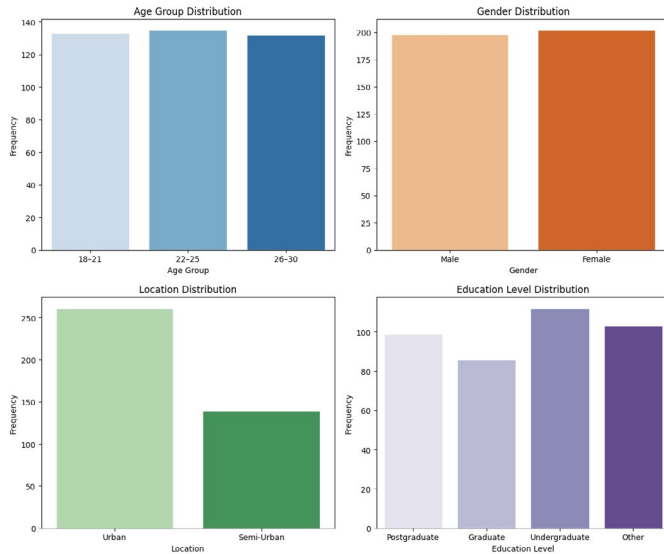 Age Group Distribution
140
120
100
80
60
40
20
0
Frequency
18–21
22–25
26–30
Age Group
Gender Distribution
200
175
150
125
100
75
50
25
0
Frequency
Male
Female
Gender
Location Distribution
250
200
150
100
50
0
Frequency
Urban
Semi-Urban
Location
Education Level Distribution
100
80
60
40
20
0
Frequency
Postgraduate
Graduate
Undergraduate
Other
Education Level